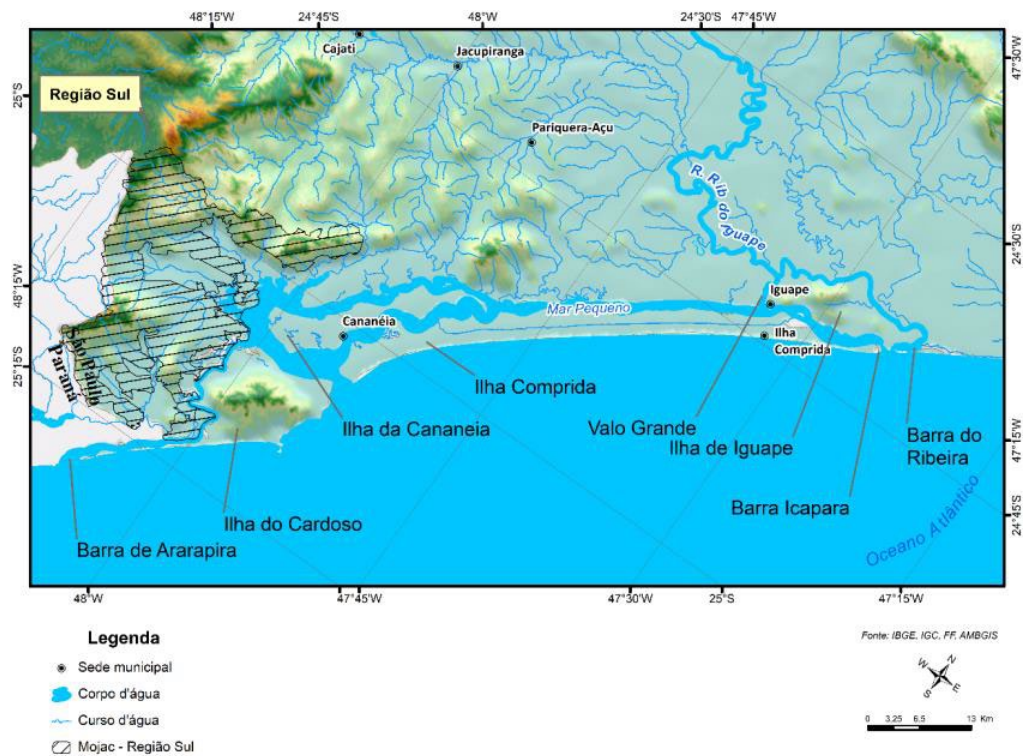 48°15'W
24°45'S
48°W
24°30'S
47°45'W
Cajati
Jacupiranga
47°30'W
Região Sul
25°S
Pariquera-Açu
R. Rib do Iguape
24°30'S
48°15'W
Iguape
Mar Pequeno
Cananéia
Ilha
Comprida
São Paulo
Paraná
25°15'S
Ilha Comprida
Ilha da Cananeia
Valo Grande
Ilha de Iguape
Barra do
Ribeira
47°15'W
Barra Icapara
24°45'S
Ilha do Cardoso
Barra de Ararapira
Oceano Atlântico
48°W
47°45'W
47°30'W
25°S
47°15'W
Legenda
Sede municipal
Corpo d'água
Curso d'água
Mojac - Região Sul
Fonte: IBGE, IGC, FF, AMBGIS
N
W
E
S
0 3,25 6,5 13 Km